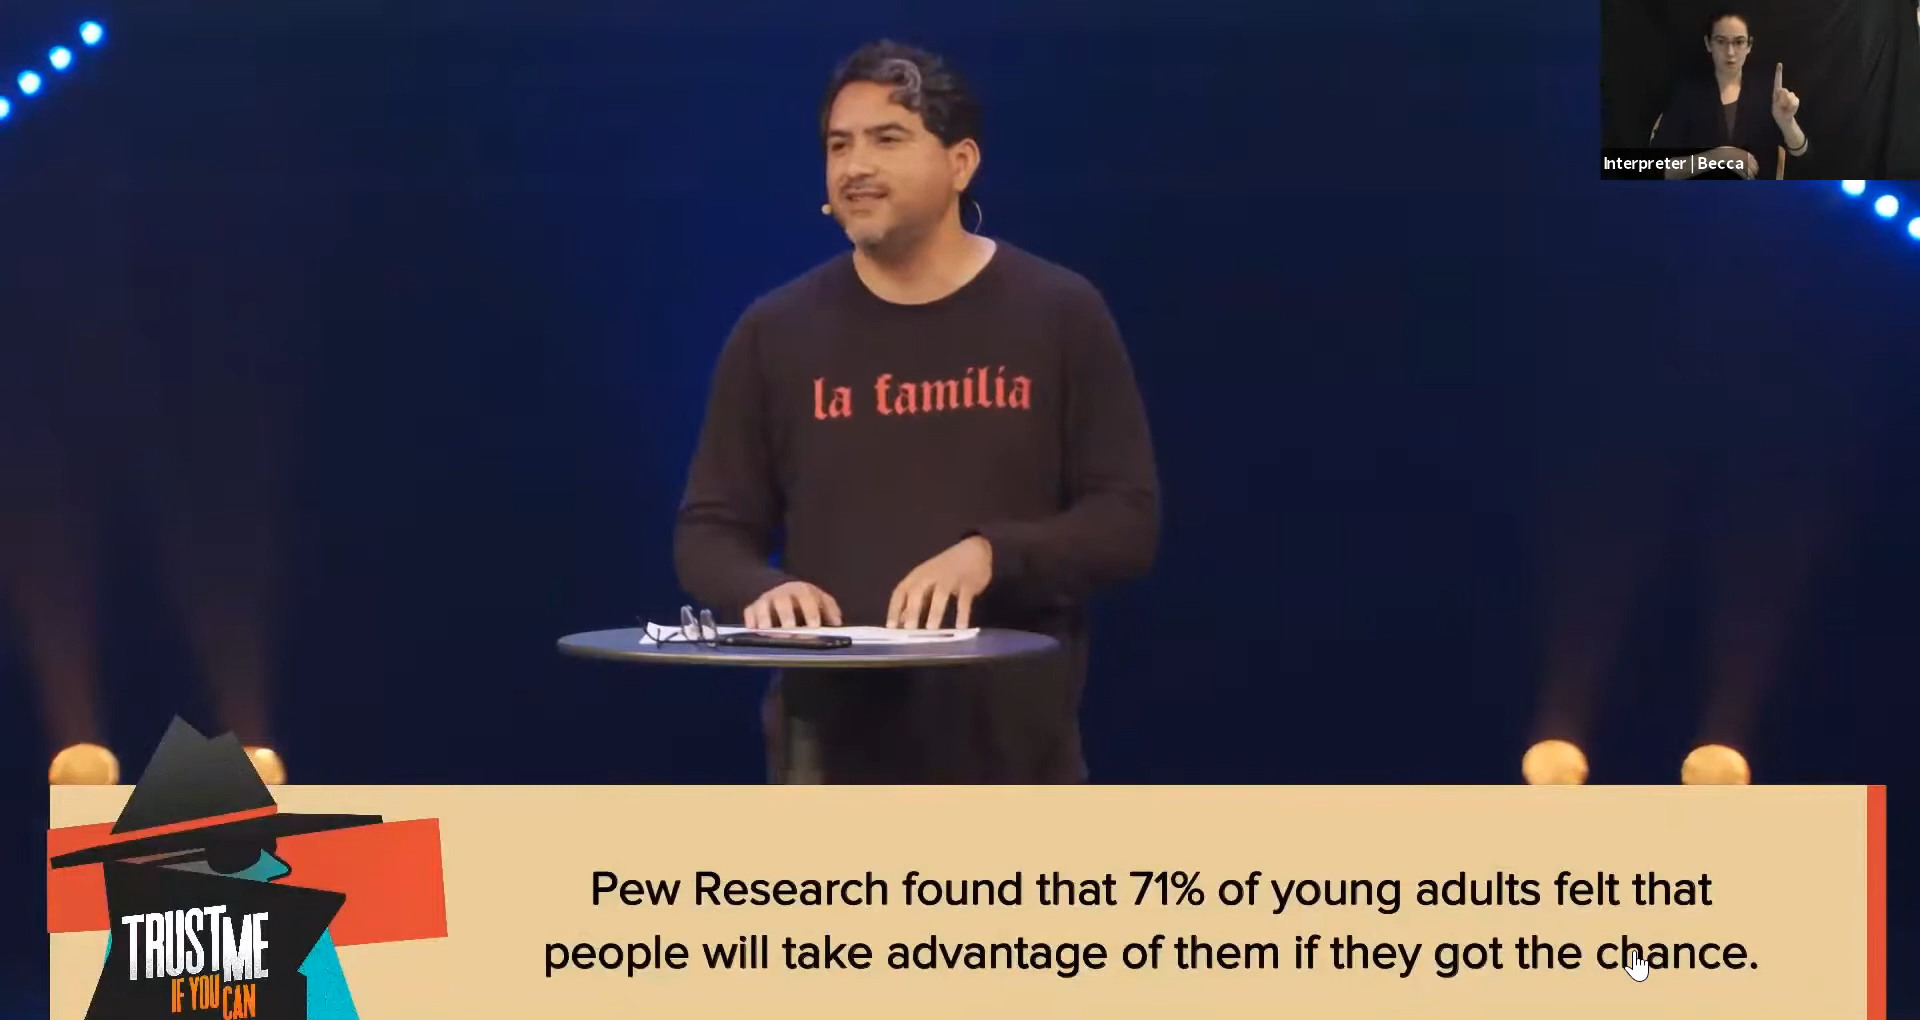 Interpreter | Becca
la familia
Pew Research found that 71% of young adults felt that
people will take advantage of them if they got the chance.
TRUST ME
IF YOU CAN